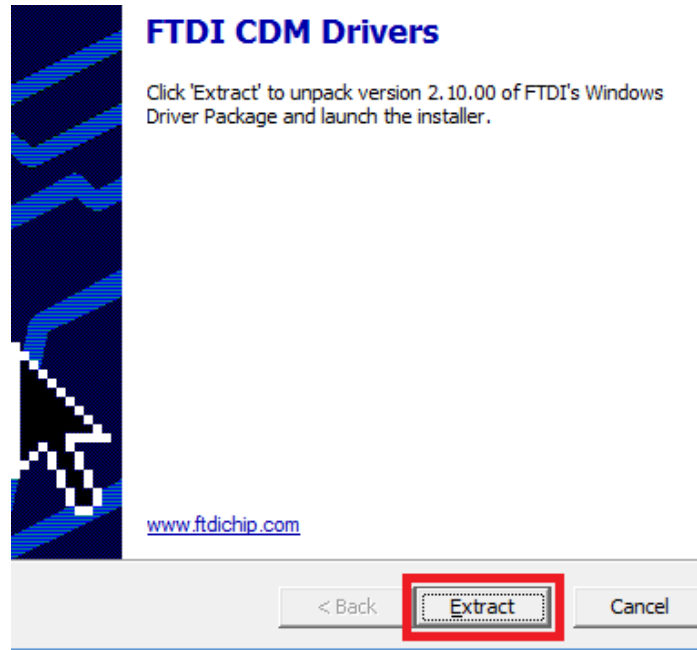 FTDI CDM Drivers
Click 'Extract' to unpack version 2.10.00 of FTDI's Windows
Driver Package and launch the installer.
www.ftdichip.com
< Back Extract Cancel